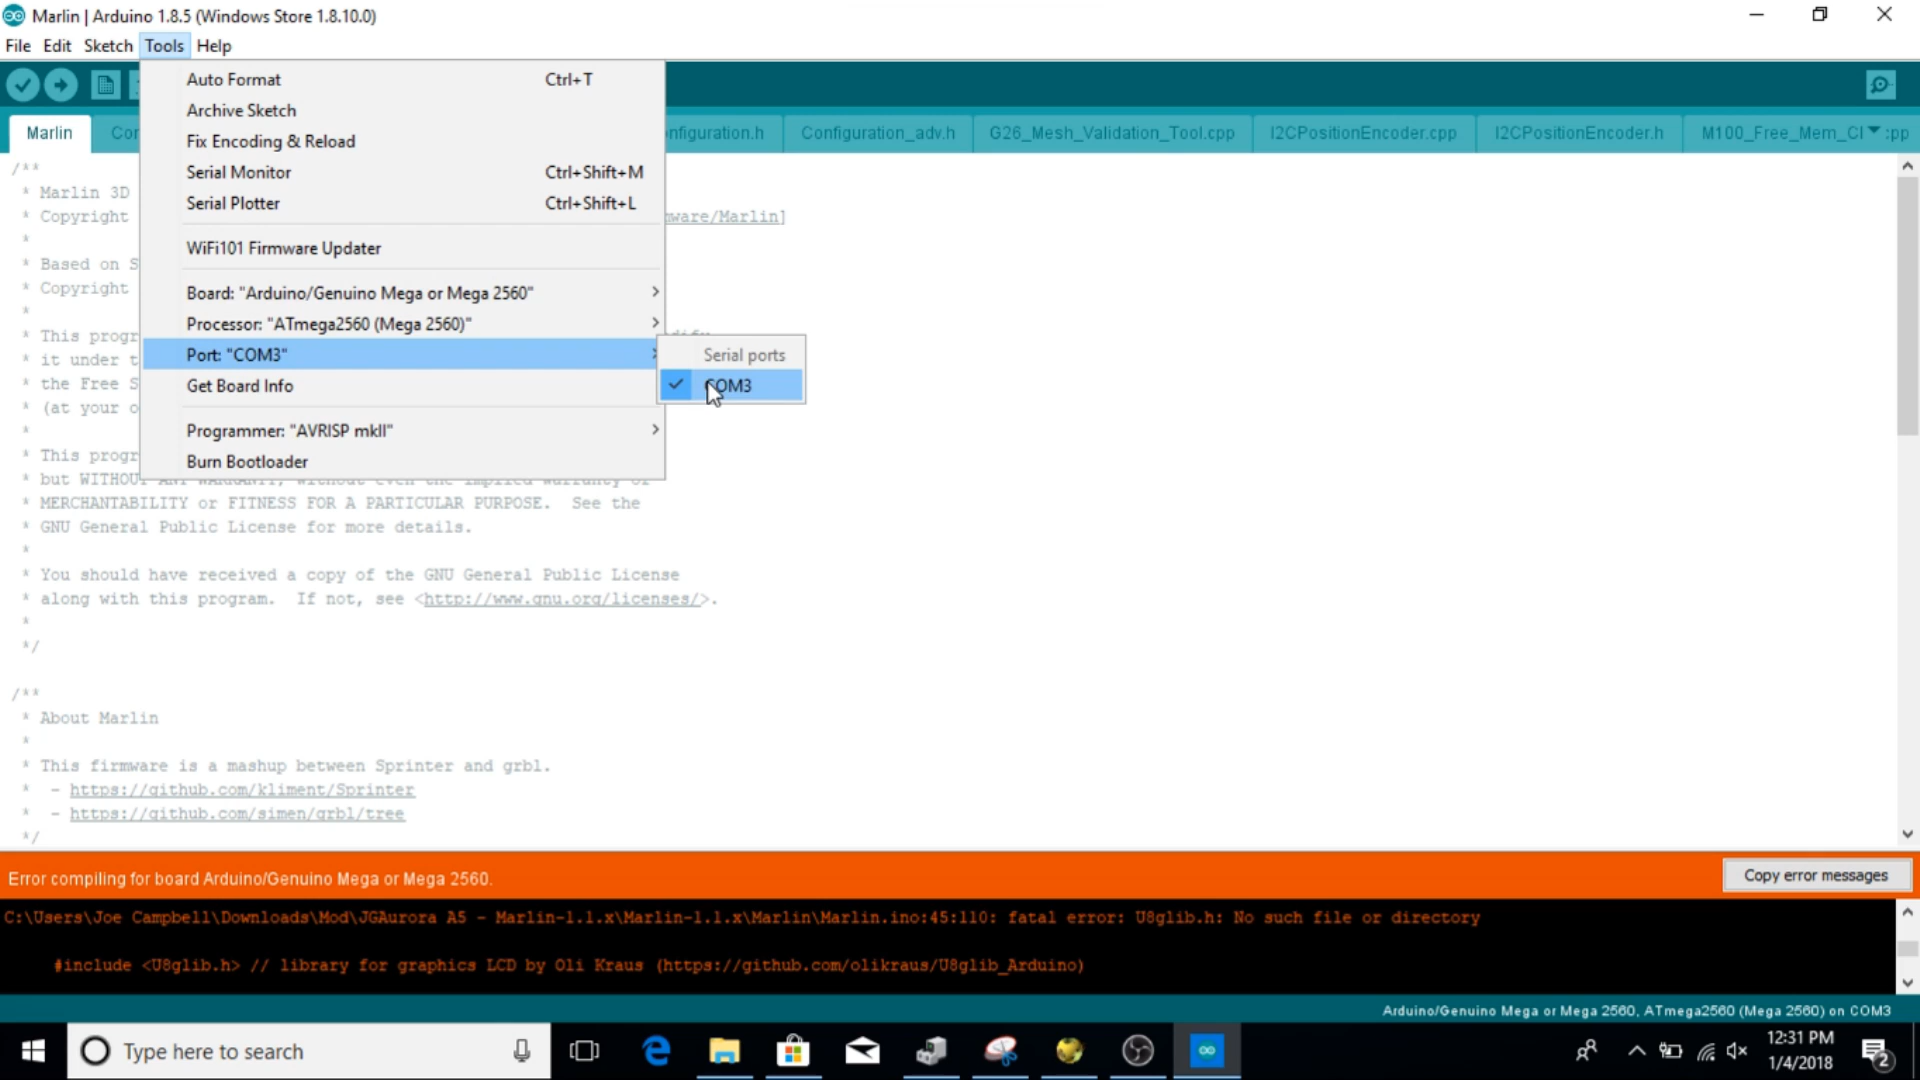 Marlin | Arduino 1.8.5 (Windows Store 1.8.10.0)
File Edit Sketch Tools Help
Auto Format Ctrl+T
Archive Sketch
Fix Encoding & Reload
Serial Monitor Ctrl+Shift+M
Serial Plotter Ctrl+Shift+L
WiFi101 Firmware Updater
Board: "Arduino/Genuino Mega or Mega 2560"
Processor: "ATmega2560 (Mega 2560)"
Port: "COM3"
Get Board Info
Programmer: "AVRISP mkII"
Burn Bootloader
Serial ports
COM3
Marlin Con nfiguration.h Configuration_adv.h G26_Mesh_Validation_Tool.cpp I2CPositionEncoder.cpp I2CPositionEncoder.h M100_Free_Mem_Cl :pp
/**
* Marlin 3D
* Copyright ware/Marlin]
*
* Based on S
* Copyright
*
* This progr
* it under t
* the Free S
* (at your o
*
* This progr
* but WITHOU
* MERCHANTABILITY or FITNESS FOR A PARTICULAR PURPOSE. See the
* GNU General Public License for more details.
*
* You should have received a copy of the GNU General Public License
* along with this program. If not, see <http://www.gnu.org/licenses/>.
*
*/
/**
* About Marlin
*
* This firmware is a mashup between Sprinter and grbl.
* - https://github.com/kliment/Sprinter
* - https://github.com/simen/grbl/tree
*/
Error compiling for board Arduino/Genuino Mega or Mega 2560.
Copy error messages
C:\Users\Joe Campbell\Downloads\Mod\JGAurora A5 - Marlin-1.1.x\Marlin-1.1.x\Marlin\Marlin.ino:45:110: fatal error: U8glib.h: No such file or directory
#include <U8glib.h> // library for graphics LCD by Oli Kraus (https://github.com/olikraus/U8glib_Arduino)
Arduino/Genuino Mega or Mega 2560, ATmega2560 (Mega 2560) on COM3
Type here to search
12:31 PM
1/4/2018
2